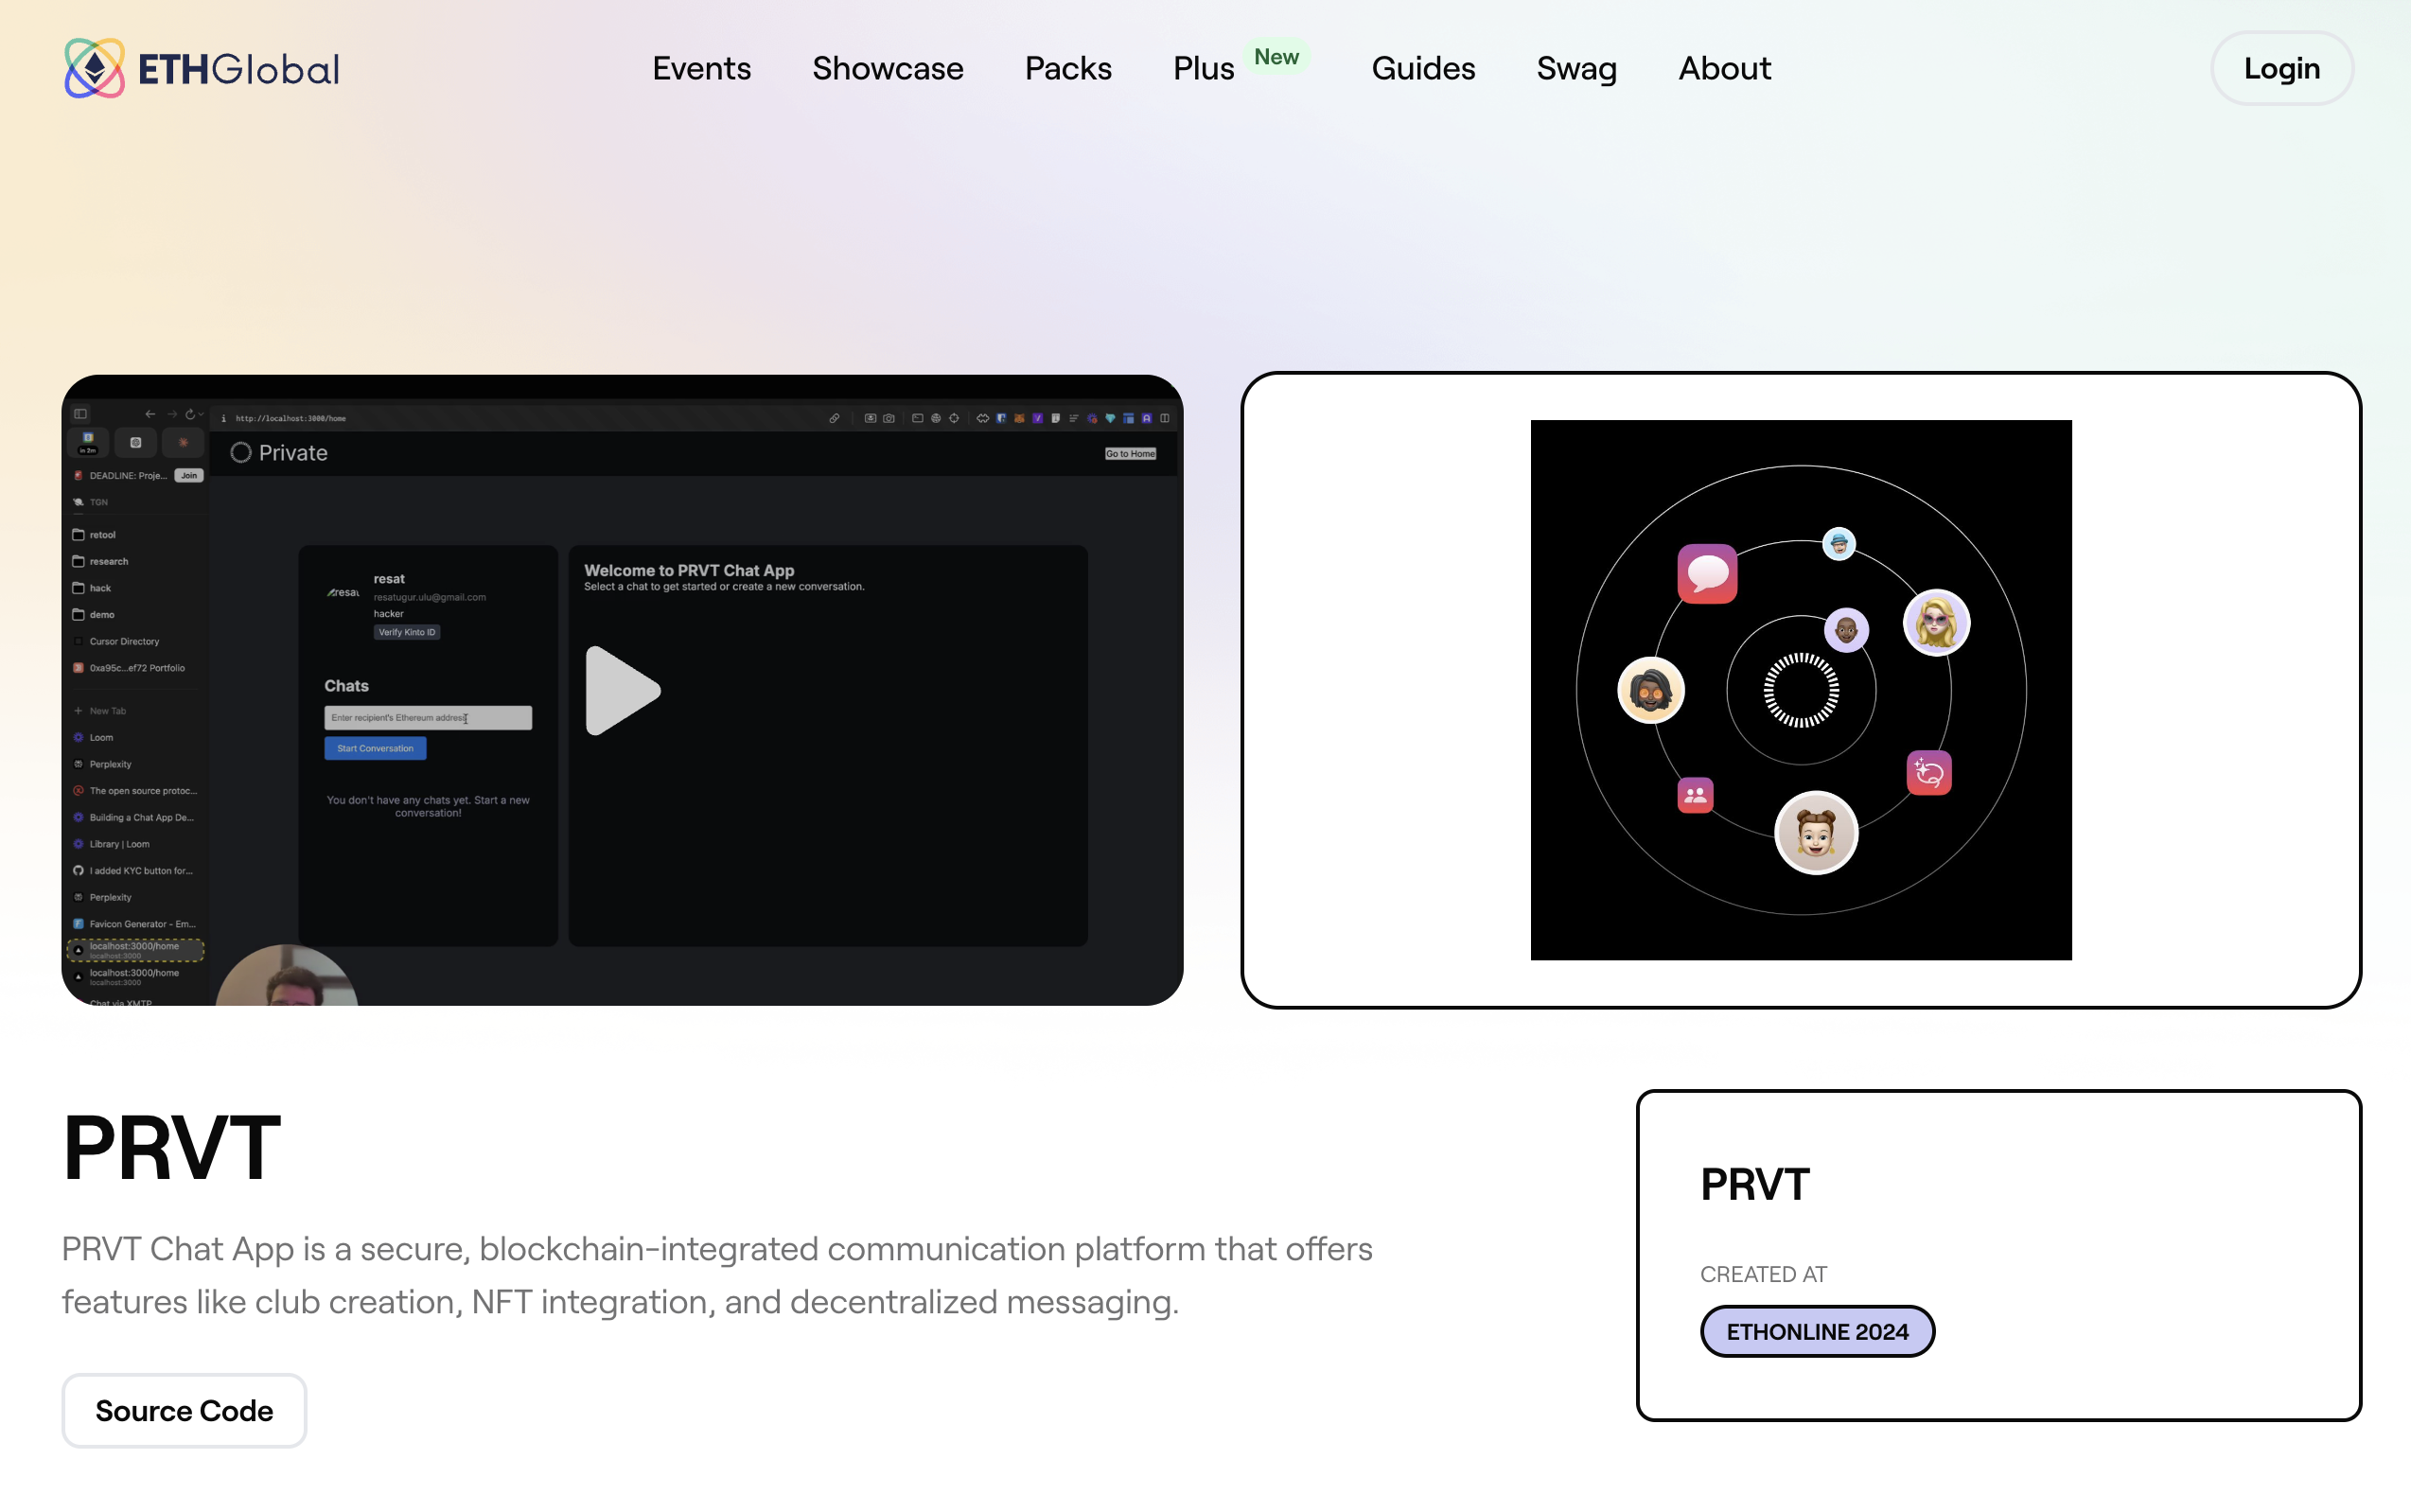 ETHGlobal
Events
Showcase
Packs
Plus
New
Guides
Swag
About
Login
http://localhost:3000/home
in 2m
DEADLINE: Proje...
Join
TGN
retool
research
hack
demo
Cursor Directory
0xa95c...ef72 Portfolio
New Tab
Loom
Perplexity
The open source protoc...
Building a Chat App De...
Library | Loom
I added KYC button for...
Perplexity
Favicon Generator - Em...
localhost:3000/home
localhost:3000
localhost:3000/home
localhost:3000
Chat via XMTP
Private
Go to Home
resat
resatugur.ulu@gmail.com
hacker
Verify Kinto ID
Chats
Enter recipient's Ethereum address
Start Conversation
You don't have any chats yet. Start a new
conversation!
Welcome to PRVT Chat App
Select a chat to get started or create a new conversation.
PRVT
PRVT Chat App is a secure, blockchain-integrated communication platform that offers
features like club creation, NFT integration, and decentralized messaging.
Source Code
PRVT
CREATED AT
ETHONLINE 2024